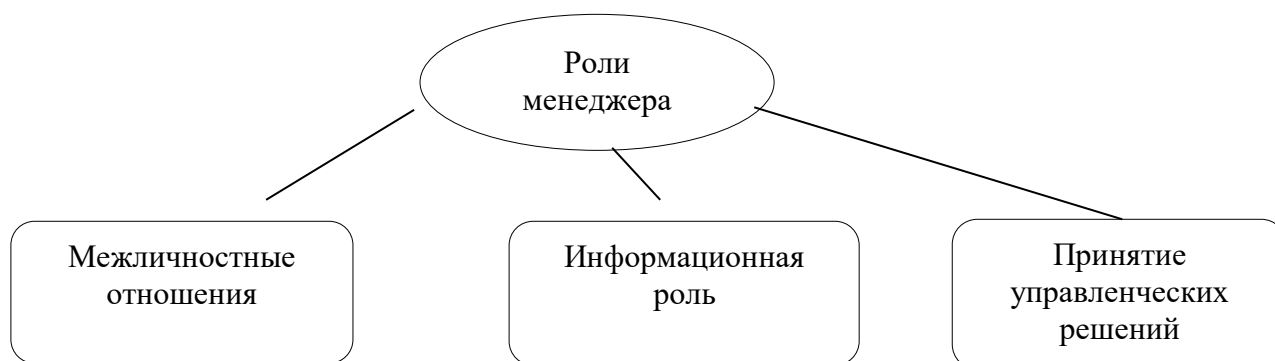 Роли
менеджера
Межличностные
отношения
Информационная
роль
Принятие
управленческих
решений